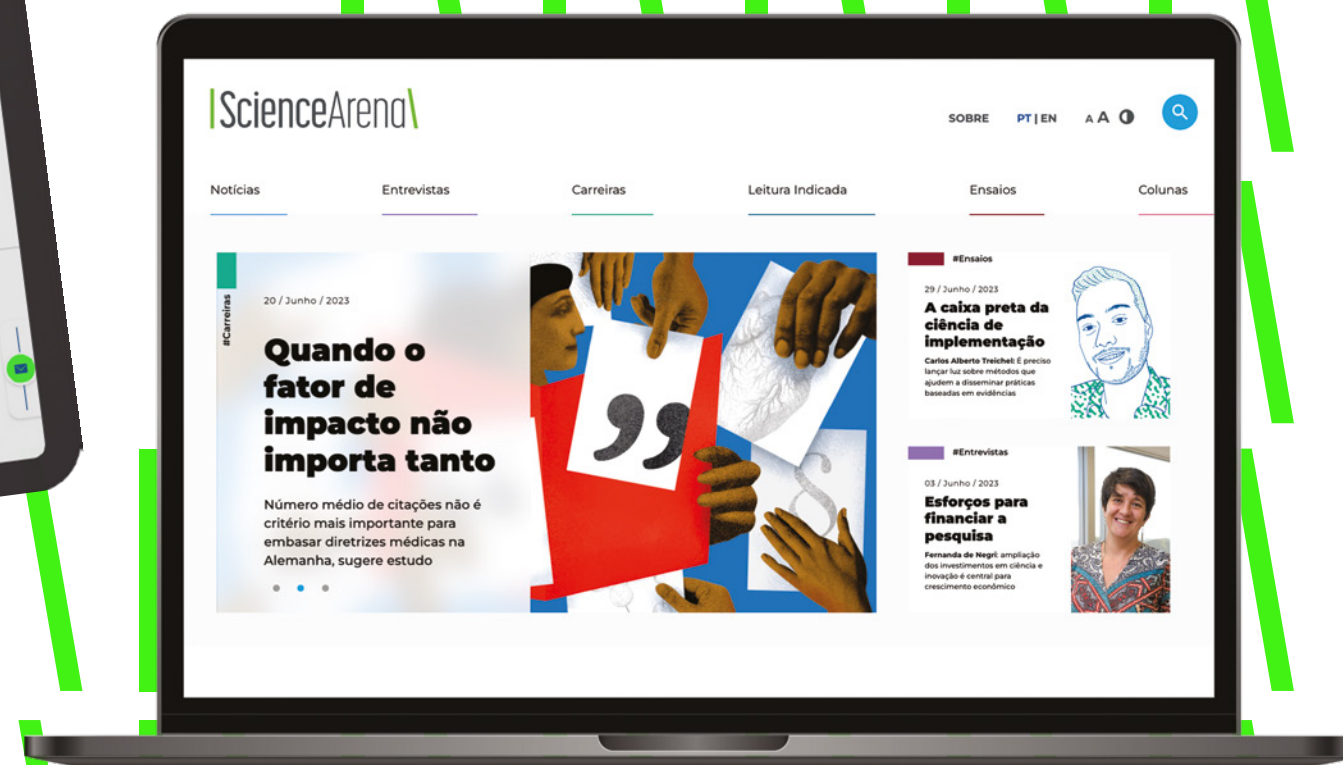 |ScienceArena\
SOBRE PT | EN A A
Notícias Entrevistas Carreiras Leitura Indicada Ensaios Colunas
#Carreiras
20 / Junho / 2023
Quando o
fator de
impacto não
importa tanto
Número médio de citações não é
critério mais importante para
embasar diretrizes médicas na
Alemanha, sugere estudo
#Ensaios
29 / Junho / 2023
A caixa preta da
ciência de
implementação
Carlos Alberto Treichel: É preciso
lançar luz sobre métodos que
ajudem a disseminar práticas
baseadas em evidências
#Entrevistas
03 / Junho / 2023
Esforços para
financiar a
pesquisa
Fernanda de Negri: ampliação
dos investimentos em ciência e
inovação é central para
crescimento econômico